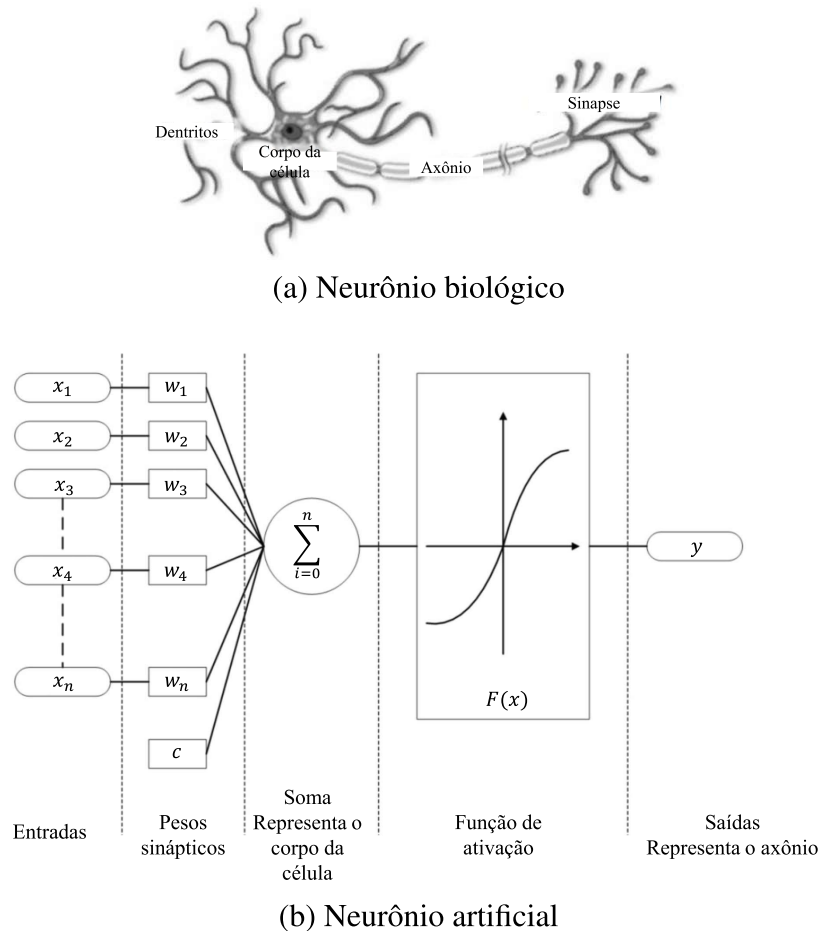 Sinapse
Dentritos
Corpo da
célula
Axônio
(a) Neurônio biológico
x₁ w₁
x₂ w₂
x₃ w₃
n
∑
i=0
x₄ w₄
y
xₙ wₙ
F(x)
c
Entradas
Pesos
sinápticos
Soma
Representa o
corpo da
célula
Função de
ativação
Saídas
Representa o axônio
(b) Neurônio artificial